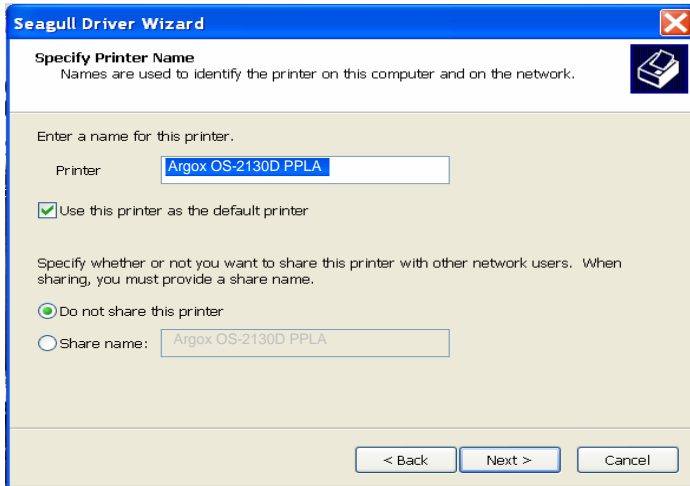 Seagull Driver Wizard
Specify Printer Name
Names are used to identify the printer on this computer and on the network.
Enter a name for this printer.
Printer
Argox OS-2130D PPLA
Use this printer as the default printer
Specify whether or not you want to share this printer with other network users. When
sharing, you must provide a share name.
Do not share this printer
Share name:
Argox OS-2130D PPLA
< Back
Next >
Cancel